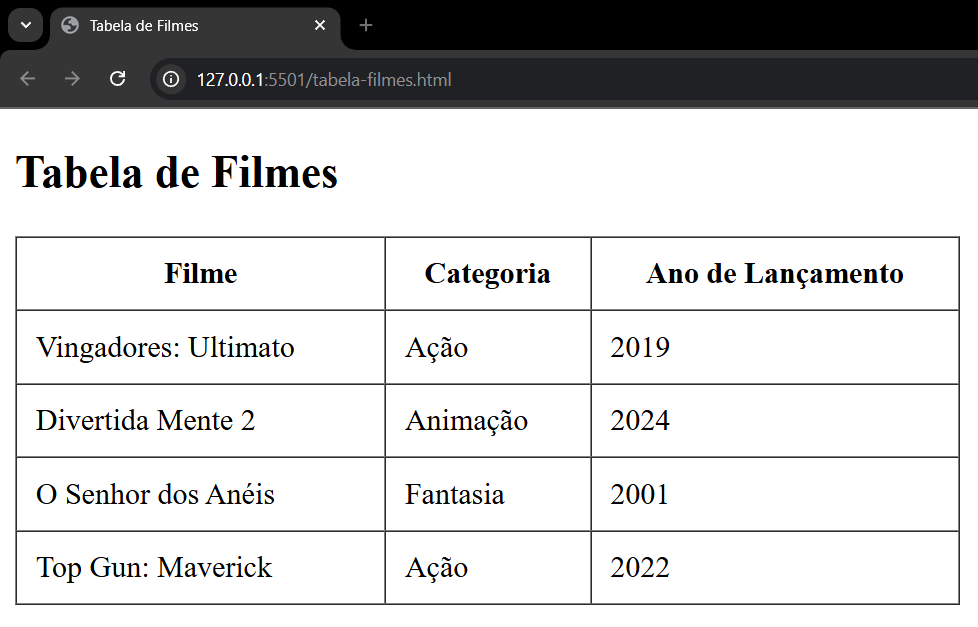 Tabela de Filmes
127.0.0.1:5501/tabela-filmes.html
Tabela de Filmes
Filme Categoria Ano de Lançamento
Vingadores: Ultimato Ação 2019
Divertida Mente 2 Animação 2024
O Senhor dos Anéis Fantasia 2001
Top Gun: Maverick Ação 2022